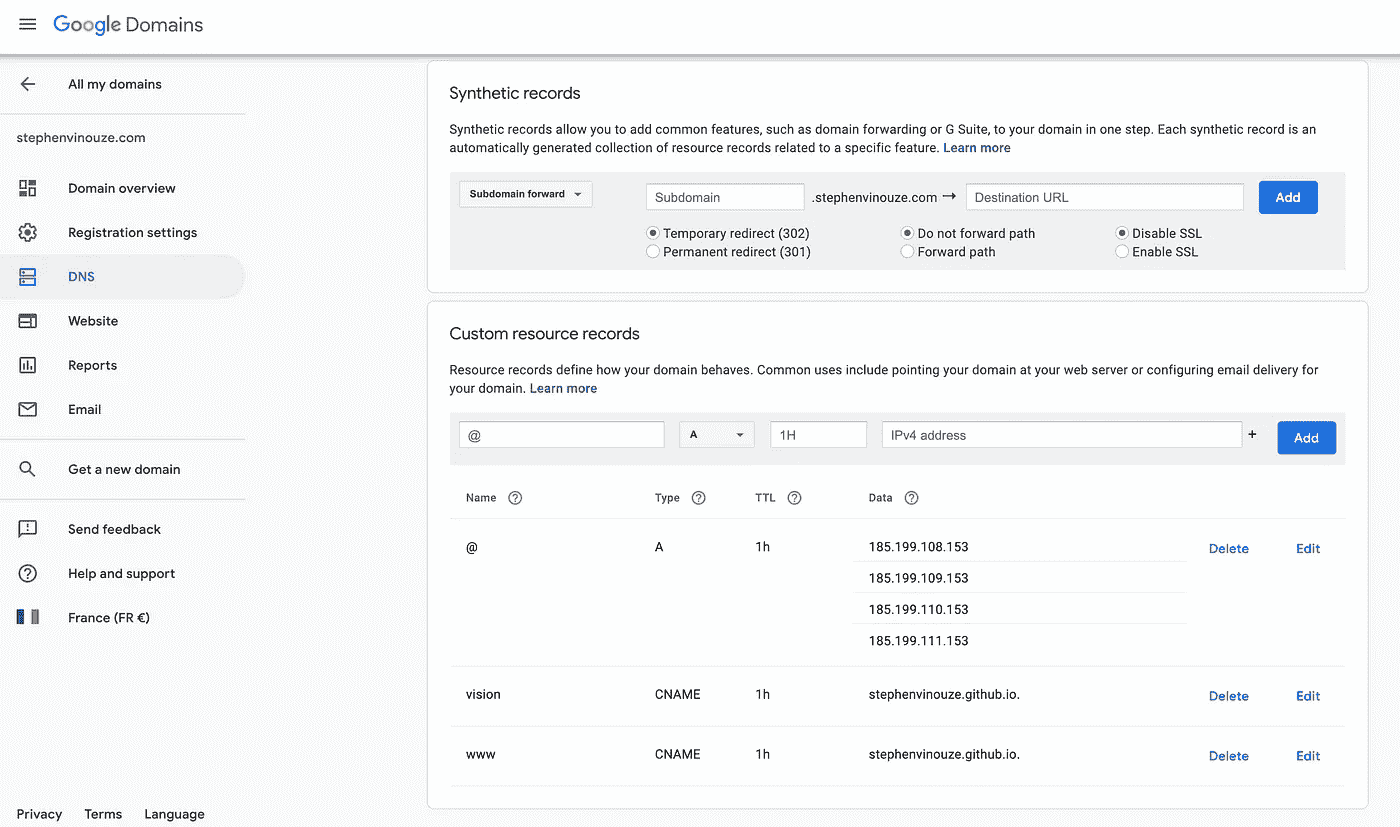 Google Domains
All my domains
stephenvinouze.com
Domain overview
Registration settings
DNS
Website
Reports
Email
Get a new domain
Send feedback
Help and support
France (FR €)
Privacy Terms Language
Synthetic records
Synthetic records allow you to add common features, such as domain forwarding or G Suite, to your domain in one step. Each synthetic record is an
automatically generated collection of resource records related to a specific feature. Learn more
Subdomain forward Subdomain .stephenvinouze.com → Destination URL Add
Temporary redirect (302) Do not forward path Disable SSL
Permanent redirect (301) Forward path Enable SSL
Custom resource records
Resource records define how your domain behaves. Common uses include pointing your domain at your web server or configuring email delivery for
your domain. Learn more
@ A 1H IPv4 address + Add
Name ? Type ? TTL ? Data ?
@ A 1h 185.199.108.153 Delete Edit
185.199.109.153
185.199.110.153
185.199.111.153
vision CNAME 1h stephenvinouze.github.io. Delete Edit
www CNAME 1h stephenvinouze.github.io. Delete Edit